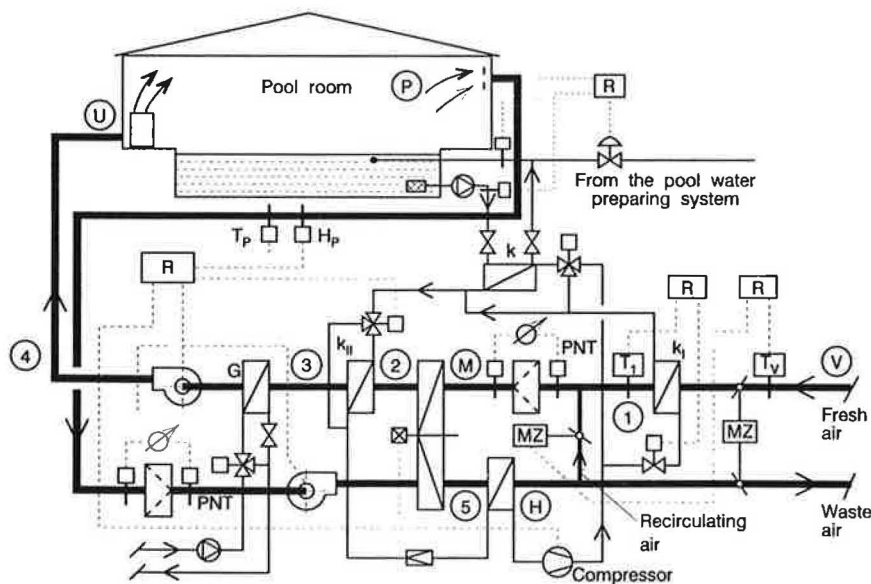 Pool room
P
R
U
From the pool water
preparing system
T_P
H_P
k
R
R
R
4
G
3
k_II
2
M
PNT
T_1
k_I
T_V
V
1
Fresh
air
MZ
MZ
PNT
5
H
Recirculating
air
Waste
air
Compressor